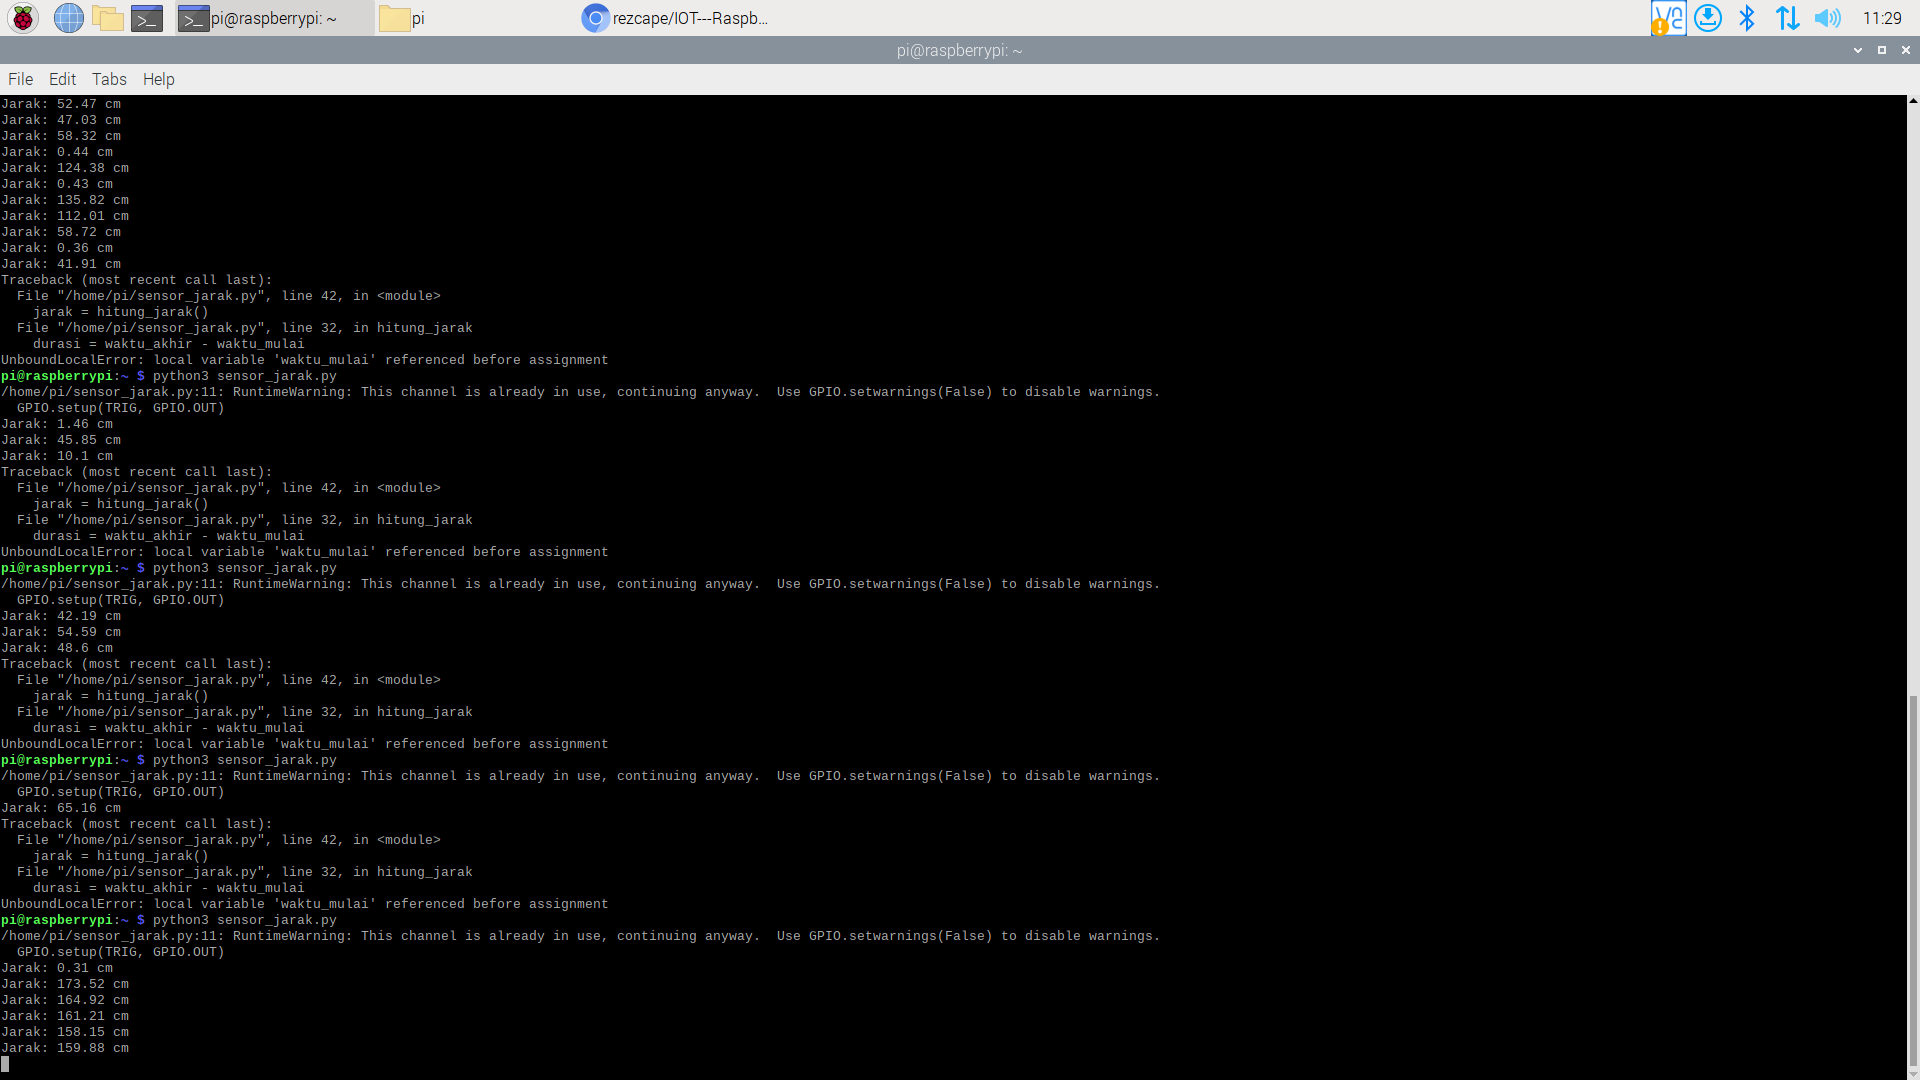 pi@raspberrypi: ~
pi
rezcape/IOT---Raspb...
11:29
pi@raspberrypi: ~
File Edit Tabs Help
Jarak: 52.47 cm
Jarak: 47.03 cm
Jarak: 58.32 cm
Jarak: 0.44 cm
Jarak: 124.38 cm
Jarak: 0.43 cm
Jarak: 135.82 cm
Jarak: 112.01 cm
Jarak: 58.72 cm
Jarak: 0.36 cm
Jarak: 41.91 cm
Traceback (most recent call last):
  File "/home/pi/sensor_jarak.py", line 42, in <module>
    jarak = hitung_jarak()
  File "/home/pi/sensor_jarak.py", line 32, in hitung_jarak
    durasi = waktu_akhir - waktu_mulai
UnboundLocalError: local variable 'waktu_mulai' referenced before assignment
pi@raspberrypi:~ $ python3 sensor_jarak.py
/home/pi/sensor_jarak.py:11: RuntimeWarning: This channel is already in use, continuing anyway.  Use GPIO.setwarnings(False) to disable warnings.
  GPIO.setup(TRIG, GPIO.OUT)
Jarak: 1.46 cm
Jarak: 45.85 cm
Jarak: 10.1 cm
Traceback (most recent call last):
  File "/home/pi/sensor_jarak.py", line 42, in <module>
    jarak = hitung_jarak()
  File "/home/pi/sensor_jarak.py", line 32, in hitung_jarak
    durasi = waktu_akhir - waktu_mulai
UnboundLocalError: local variable 'waktu_mulai' referenced before assignment
pi@raspberrypi:~ $ python3 sensor_jarak.py
/home/pi/sensor_jarak.py:11: RuntimeWarning: This channel is already in use, continuing anyway.  Use GPIO.setwarnings(False) to disable warnings.
  GPIO.setup(TRIG, GPIO.OUT)
Jarak: 42.19 cm
Jarak: 54.59 cm
Jarak: 48.6 cm
Traceback (most recent call last):
  File "/home/pi/sensor_jarak.py", line 42, in <module>
    jarak = hitung_jarak()
  File "/home/pi/sensor_jarak.py", line 32, in hitung_jarak
    durasi = waktu_akhir - waktu_mulai
UnboundLocalError: local variable 'waktu_mulai' referenced before assignment
pi@raspberrypi:~ $ python3 sensor_jarak.py
/home/pi/sensor_jarak.py:11: RuntimeWarning: This channel is already in use, continuing anyway.  Use GPIO.setwarnings(False) to disable warnings.
  GPIO.setup(TRIG, GPIO.OUT)
Jarak: 65.16 cm
Traceback (most recent call last):
  File "/home/pi/sensor_jarak.py", line 42, in <module>
    jarak = hitung_jarak()
  File "/home/pi/sensor_jarak.py", line 32, in hitung_jarak
    durasi = waktu_akhir - waktu_mulai
UnboundLocalError: local variable 'waktu_mulai' referenced before assignment
pi@raspberrypi:~ $ python3 sensor_jarak.py
/home/pi/sensor_jarak.py:11: RuntimeWarning: This channel is already in use, continuing anyway.  Use GPIO.setwarnings(False) to disable warnings.
  GPIO.setup(TRIG, GPIO.OUT)
Jarak: 0.31 cm
Jarak: 173.52 cm
Jarak: 164.92 cm
Jarak: 161.21 cm
Jarak: 158.15 cm
Jarak: 159.88 cm